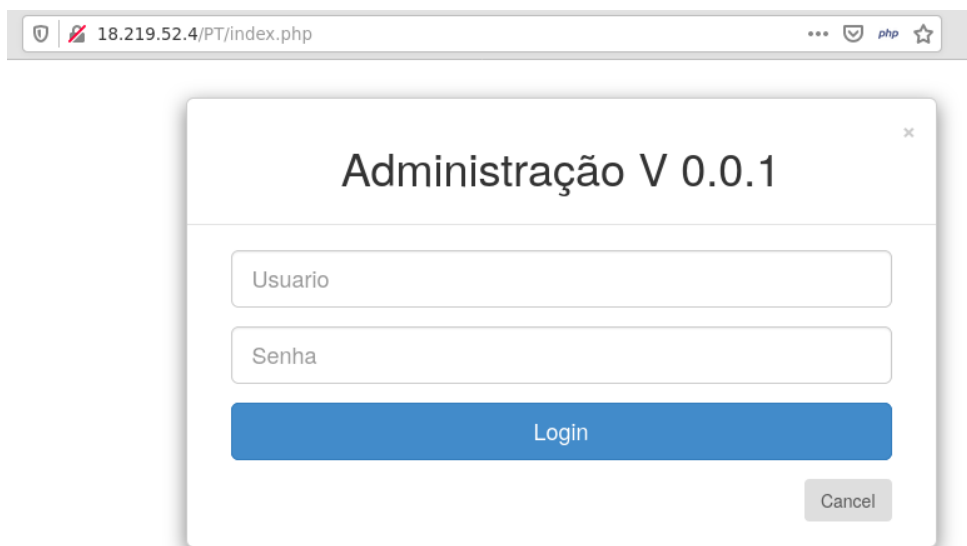 18.219.52.4/PT/index.php
php
×
Administração V 0.0.1
Usuario
Senha
Login
Cancel